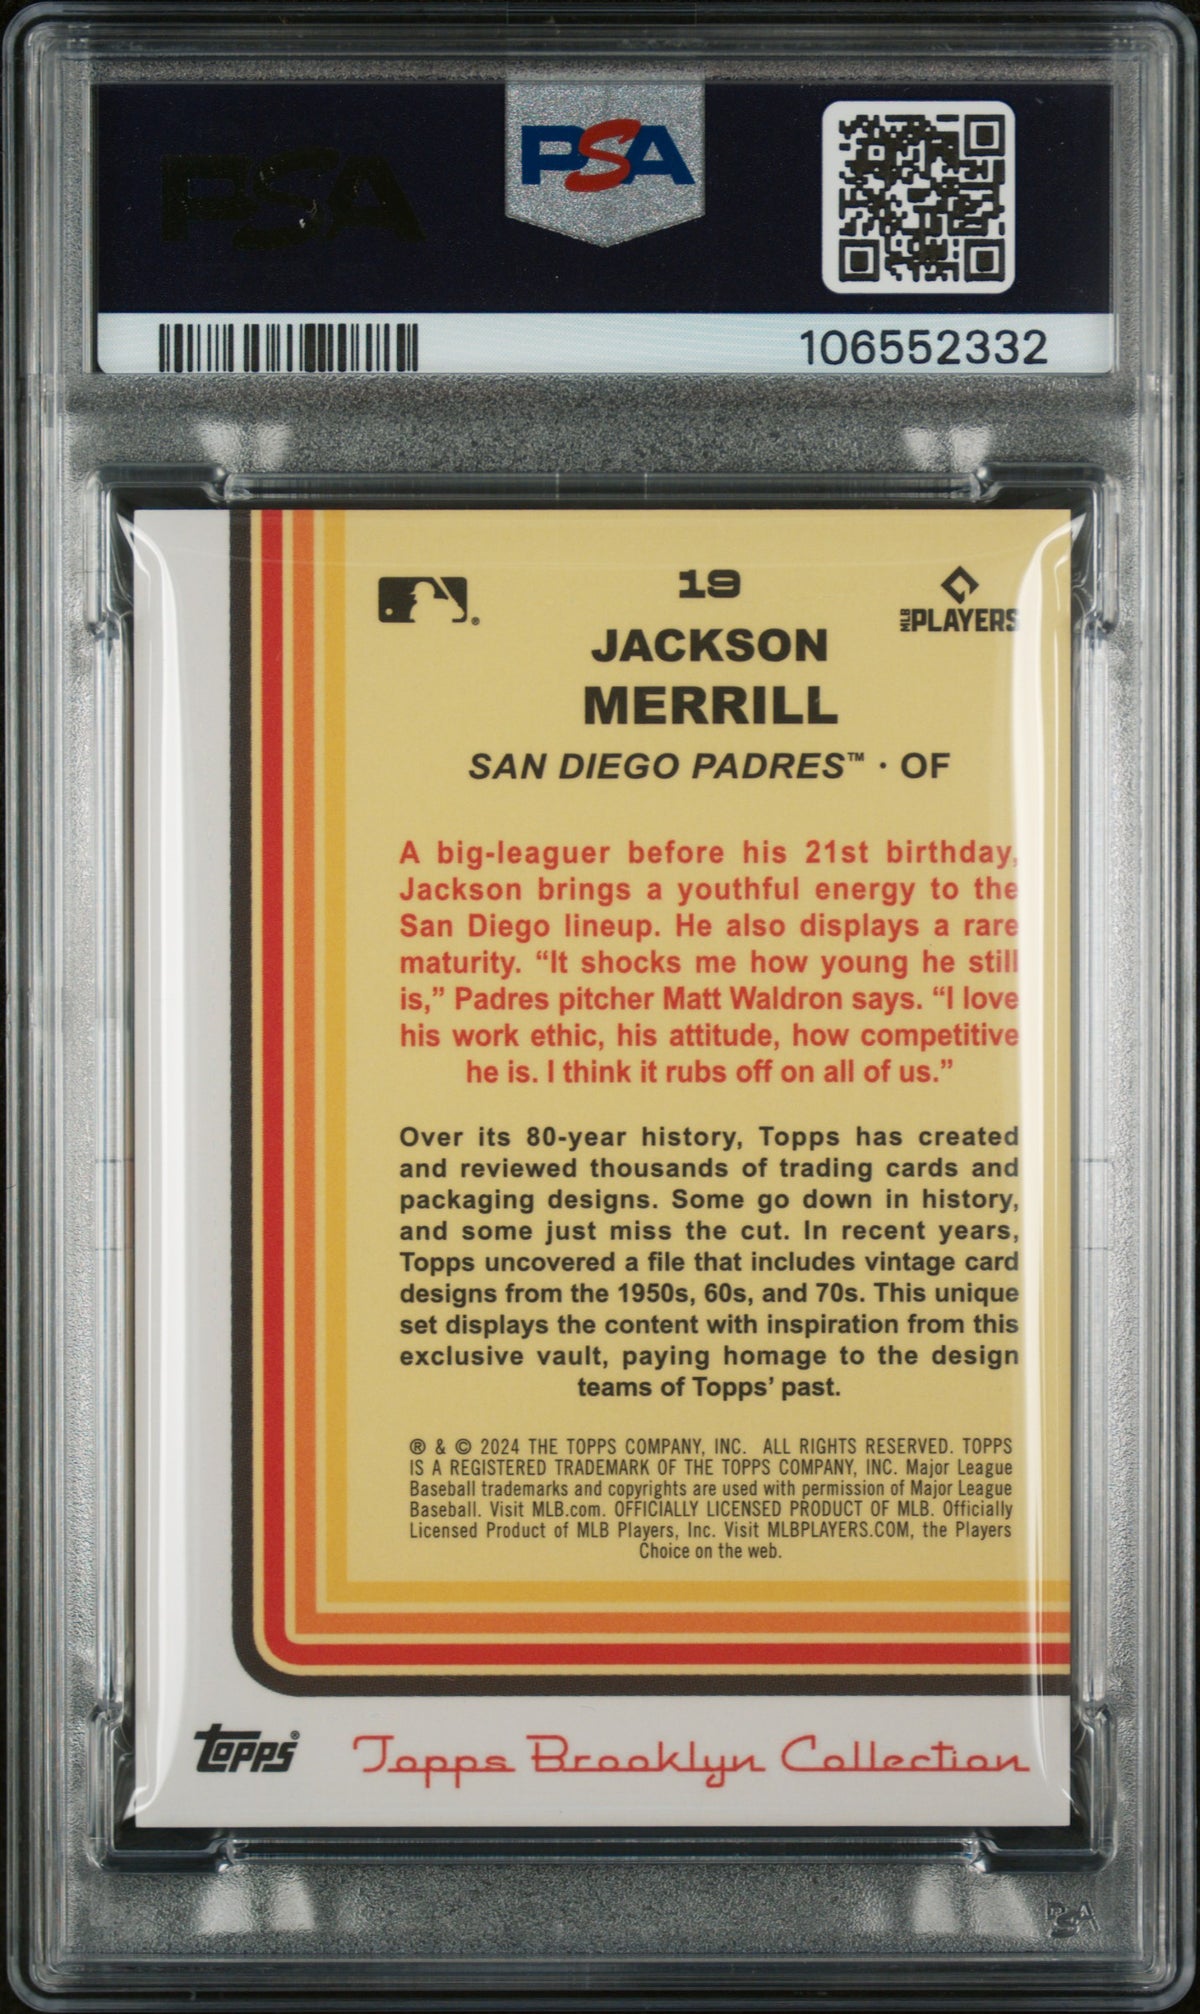 PSA
PSA
106552332
19
MLB PLAYERS
JACKSON
MERRILL
SAN DIEGO PADRES™ · OF
A big-leaguer before his 21st birthday,
Jackson brings a youthful energy to the
San Diego lineup. He also displays a rare
maturity. “It shocks me how young he still
is,” Padres pitcher Matt Waldron says. “I love
his work ethic, his attitude, how competitive
he is. I think it rubs off on all of us.”
Over its 80-year history, Topps has created
and reviewed thousands of trading cards and
packaging designs. Some go down in history,
and some just miss the cut. In recent years,
Topps uncovered a file that includes vintage card
designs from the 1950s, 60s, and 70s. This unique
set displays the content with inspiration from this
exclusive vault, paying homage to the design
teams of Topps’ past.
® & © 2024 THE TOPPS COMPANY, INC. ALL RIGHTS RESERVED. TOPPS
IS A REGISTERED TRADEMARK OF THE TOPPS COMPANY, INC. Major League
Baseball trademarks and copyrights are used with permission of Major League
Baseball. Visit MLB.com. OFFICIALLY LICENSED PRODUCT OF MLB. Officially
Licensed Product of MLB Players, Inc. Visit MLBPLAYERS.COM, the Players
Choice on the web.
Topps® Topps Brooklyn Collection
PSA